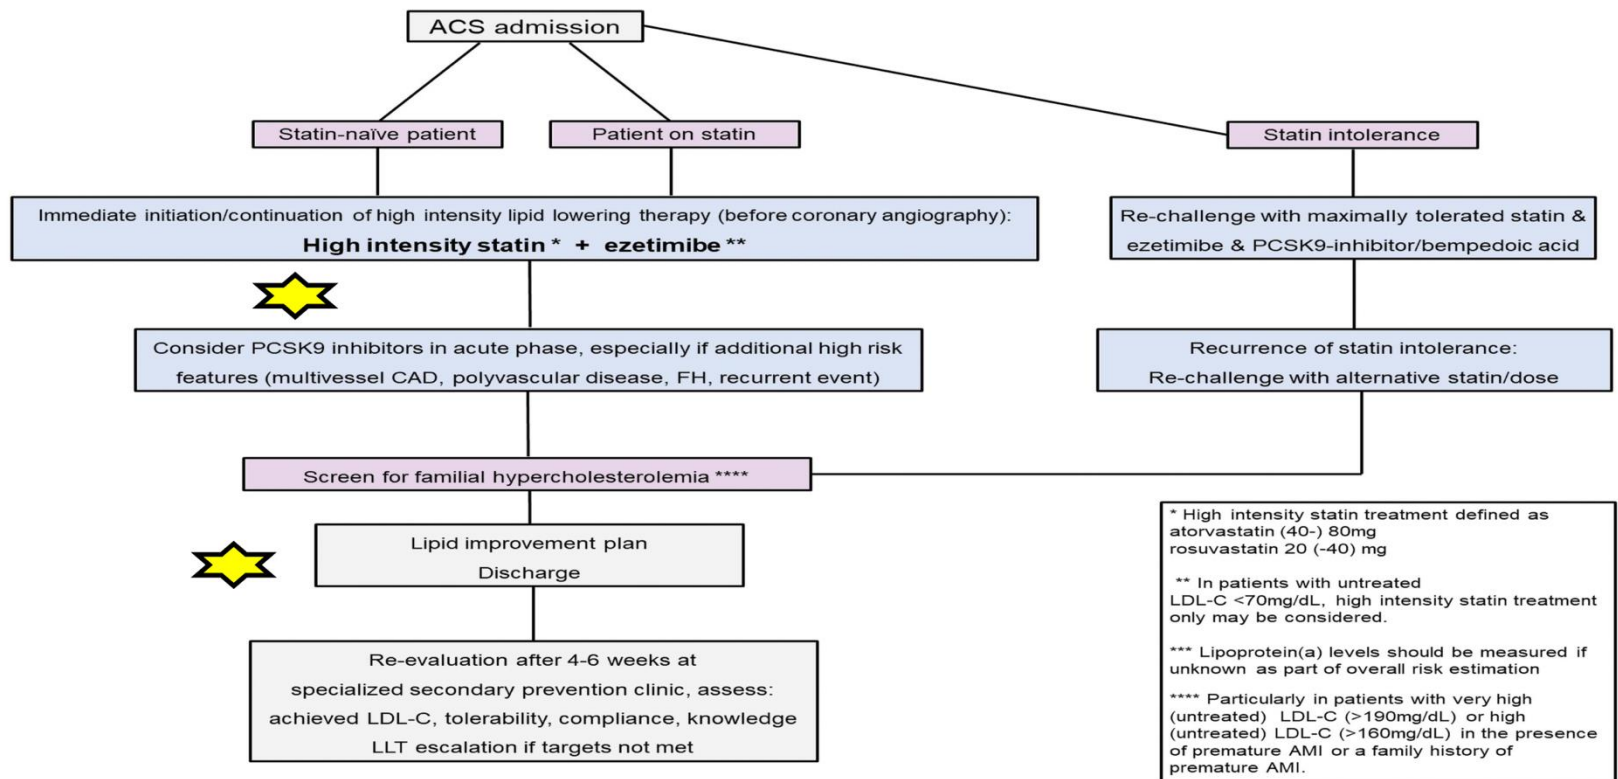 ACS admission
Statin-naïve patient
Patient on statin
Statin intolerance
Immediate initiation/continuation of high intensity lipid lowering therapy (before coronary angiography):
High intensity statin * + ezetimibe **
Re-challenge with maximally tolerated statin &
ezetimibe & PCSK9-inhibitor/bempedoic acid
Consider PCSK9 inhibitors in acute phase, especially if additional high risk
features (multivessel CAD, polyvascular disease, FH, recurrent event)
Recurrence of statin intolerance:
Re-challenge with alternative statin/dose
Screen for familial hypercholesterolemia ****
Lipid improvement plan
Discharge
Re-evaluation after 4-6 weeks at
specialized secondary prevention clinic, assess:
achieved LDL-C, tolerability, compliance, knowledge
LLT escalation if targets not met
* High intensity statin treatment defined as
atorvastatin (40-) 80mg
rosuvastatin 20 (-40) mg
** In patients with untreated
LDL-C <70mg/dL, high intensity statin treatment
only may be considered.
*** Lipoprotein(a) levels should be measured if
unknown as part of overall risk estimation
**** Particularly in patients with very high
(untreated) LDL-C (>190mg/dL) or high
(untreated) LDL-C (>160mg/dL) in the presence
of premature AMI or a family history of
premature AMI.